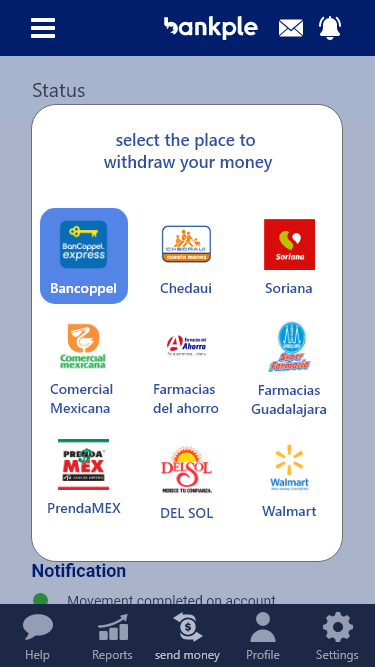 bankple
Status
select the place to
withdraw your money
BanCoppel
express
Bancoppel
CHEDRAUI
cuesta menos
Chedaui
Soriana
Soriana
Comercial
mexicana
Comercial
Mexicana
Farmacias del
Ahorro
Farmacias
del ahorro
Super
Farmacia
Farmacias
Guadalajara
PRENDA
MEX
PrendaMEX
DELSOL
MERECE TU CONFIANZA.
DEL SOL
Walmart
Walmart
Notification
Movement completed on account
Help
Reports
send money
Profile
Settings